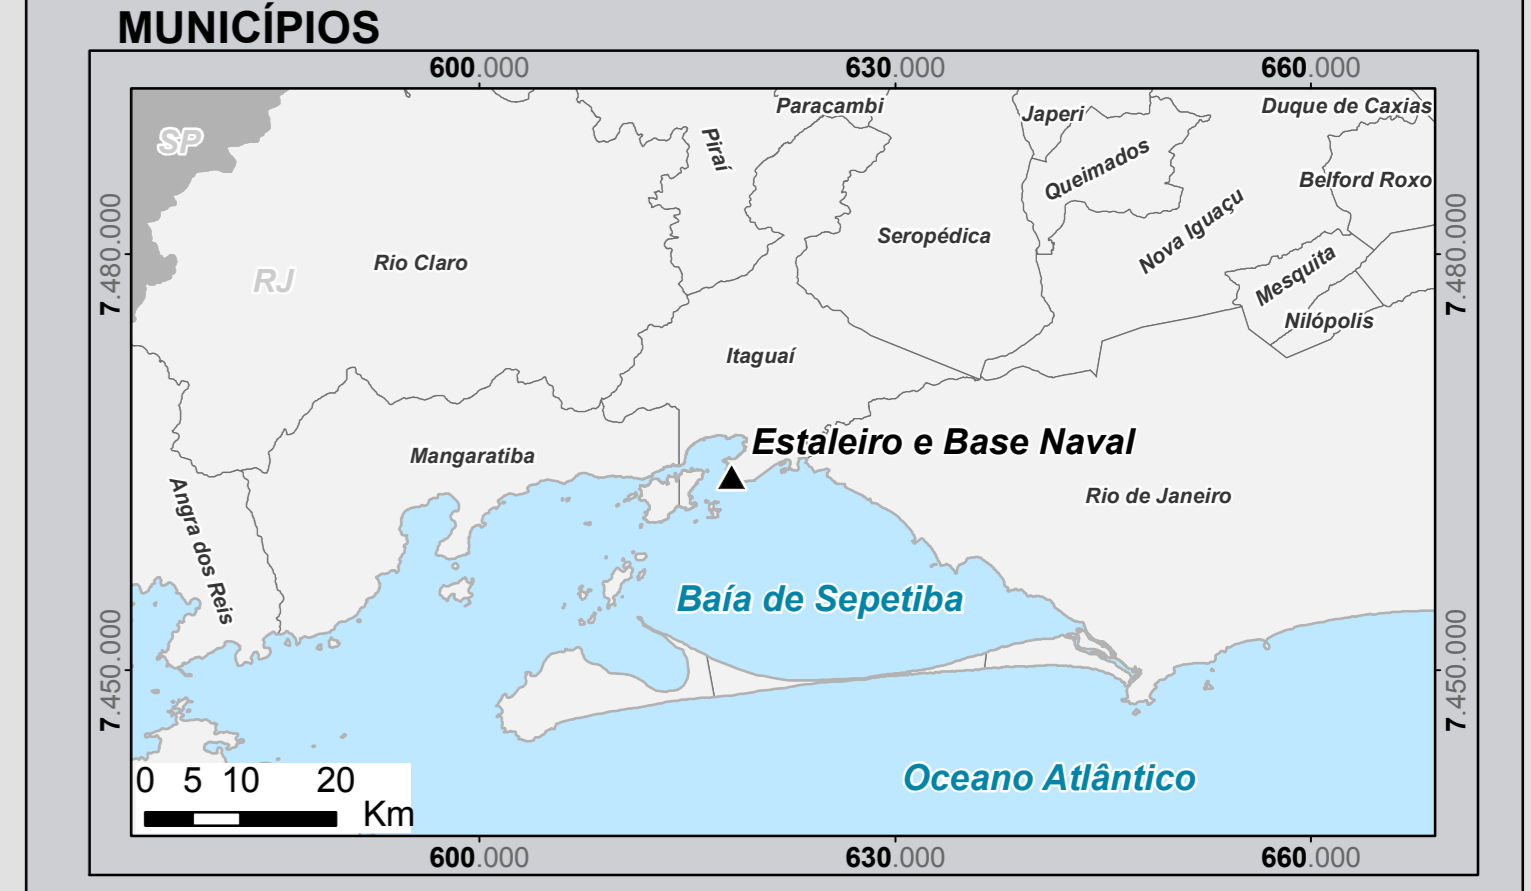 MUNICÍPIOS
600.000 630.000 660.000
SP
Paracambi
Japeri
Duque de Caxias
Piraí
Queimados
Belford Roxo
7.480.000
Rio Claro
RJ
Seropédica
Nova Iguaçu
Mesquita
7.480.000
Nilópolis
Itaguaí
Mangaratiba
Estaleiro e Base Naval
Rio de Janeiro
Angra dos Reis
Baía de Sepetiba
7.450.000
7.450.000
Oceano Atlântico
0 5 10 20
Km
600.000 630.000 660.000